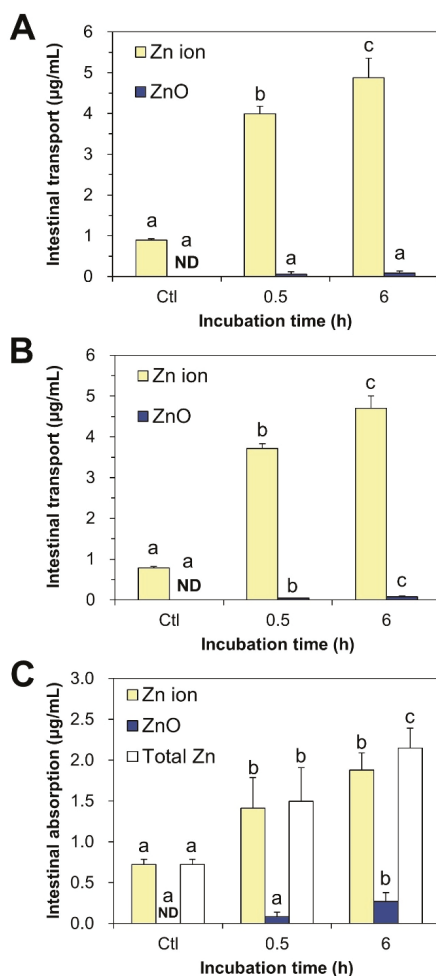 A
Intestinal transport (µg/mL)
6
5
4
3
2
1
0
Zn ion
ZnO
a
a
ND
b
a
c
a
Ctl
0.5
6
Incubation time (h)
B
Intestinal transport (µg/mL)
6
5
4
3
2
1
0
Zn ion
ZnO
a
a
ND
b
b
c
c
Ctl
0.5
6
Incubation time (h)
C
Intestinal absorption (µg/mL)
3.0
2.5
2.0
1.5
1.0
0.5
0.0
Zn ion
ZnO
Total Zn
a
a
ND
a
b
a
b
b
b
c
Ctl
0.5
6
Incubation time (h)